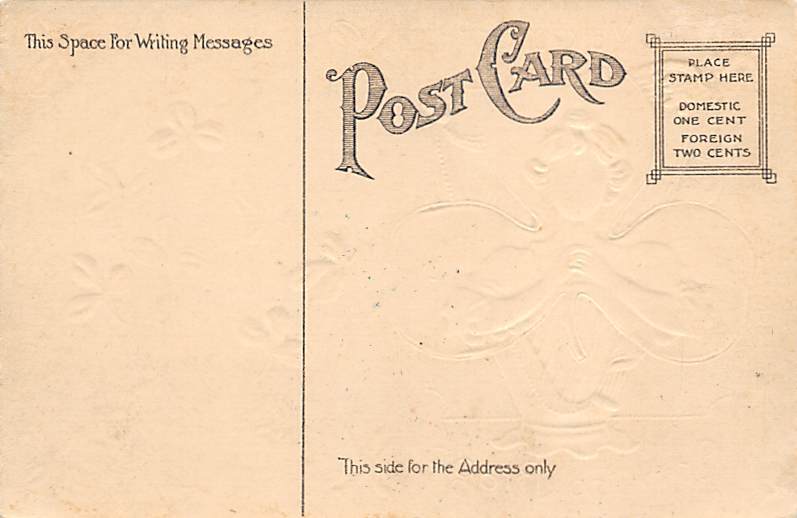 This Space For Writing Messages
POST CARD
PLACE
STAMP HERE
DOMESTIC
ONE CENT
FOREIGN
TWO CENTS
This side for the Address only